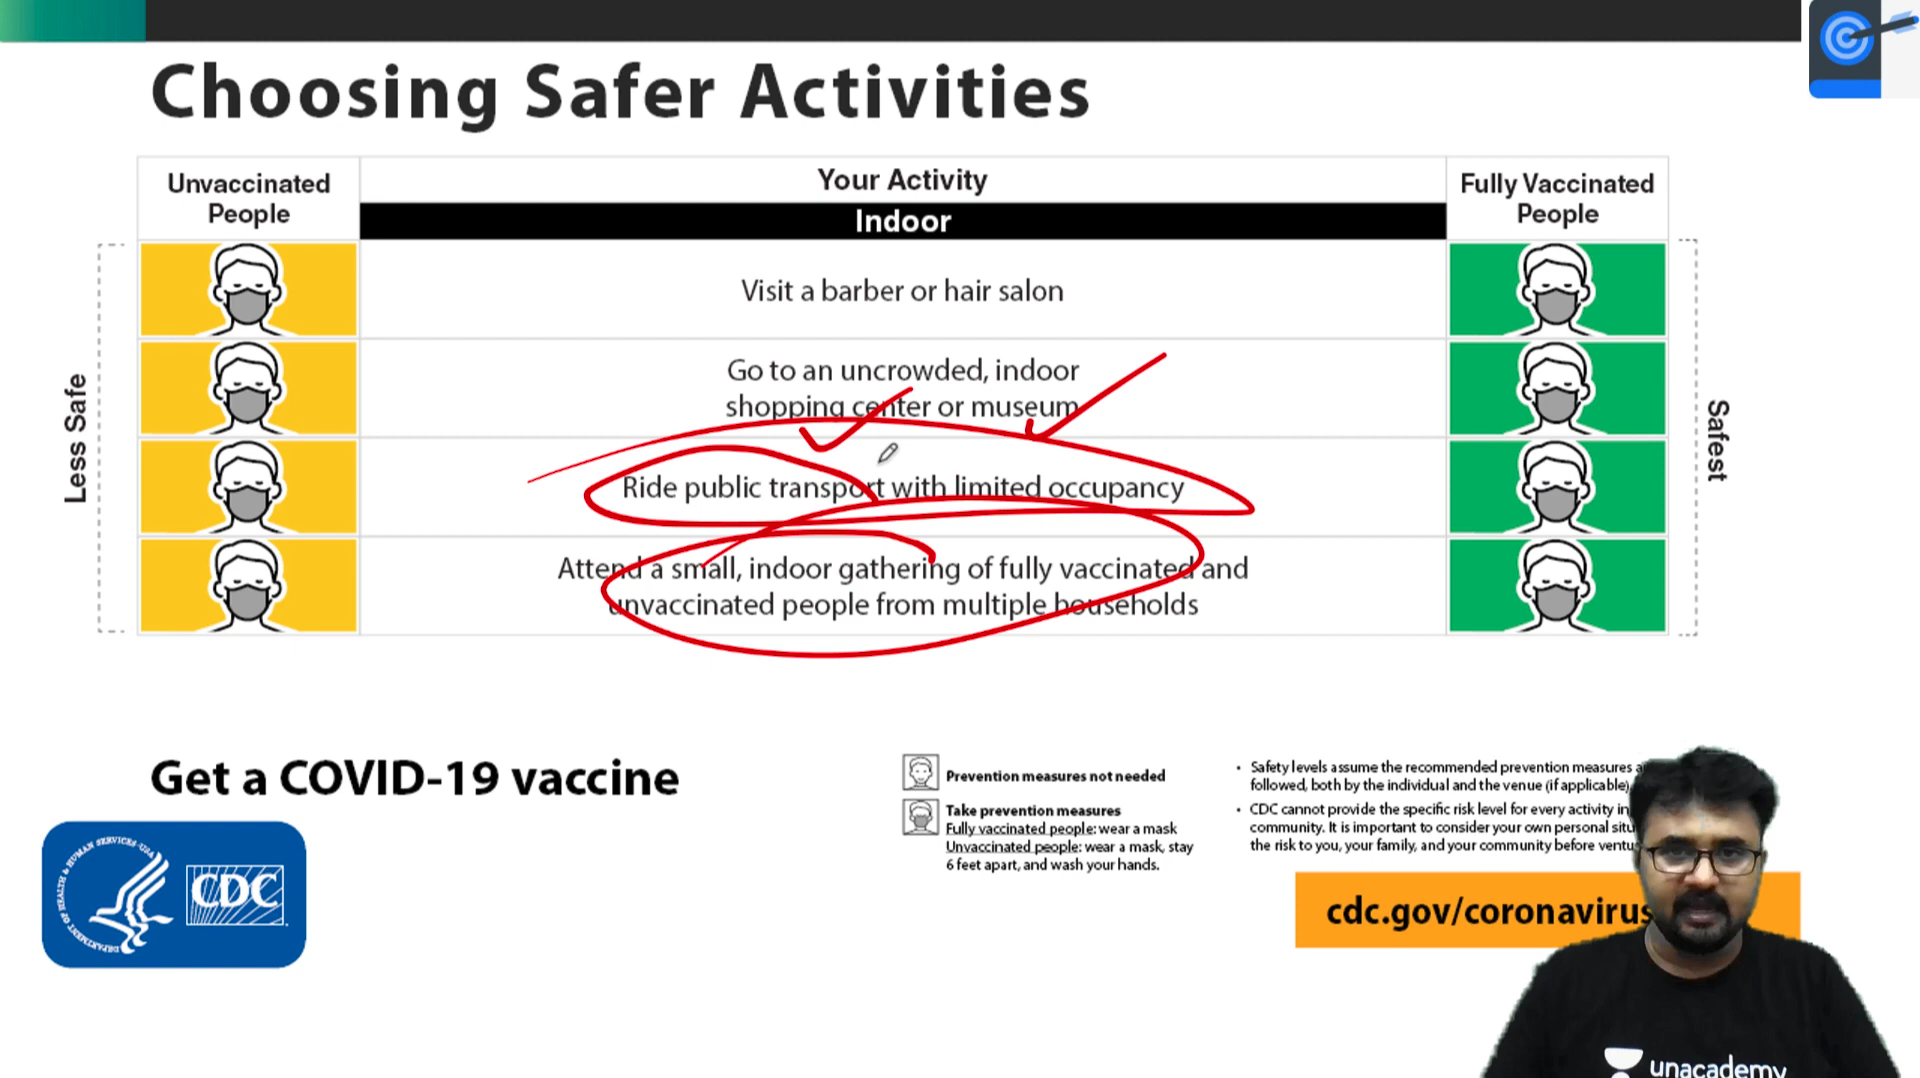 Choosing Safer Activities
Unvaccinated
People
Your Activity
Fully Vaccinated
People
Indoor
Visit a barber or hair salon
Go to an uncrowded, indoor
shopping center or museum
Ride public transport with limited occupancy
Attend a small, indoor gathering of fully vaccinated and
unvaccinated people from multiple households
Less Safe
Safest
Get a COVID-19 vaccine
Prevention measures not needed
Take prevention measures
Fully vaccinated people: wear a mask
Unvaccinated people: wear a mask, stay
6 feet apart, and wash your hands.
• Safety levels assume the recommended prevention measures
followed, both by the individual and the venue (if applicable)
• CDC cannot provide the specific risk level for every activity in
community. It is important to consider your own personal
the risk to you, your family, and your community before
DEPARTMENT OF HEALTH & HUMAN SERVICES·USA
CDC
cdc.gov/coronavirus
unacademy